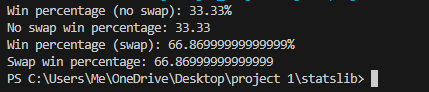 Win percentage (no swap): 33.33%
No swap win percentage: 33.33
Win percentage (swap): 66.86999999999999%
Swap win percentage: 66.86999999999999
PS C:\Users\Me\OneDrive\Desktop\project 1\statslib>